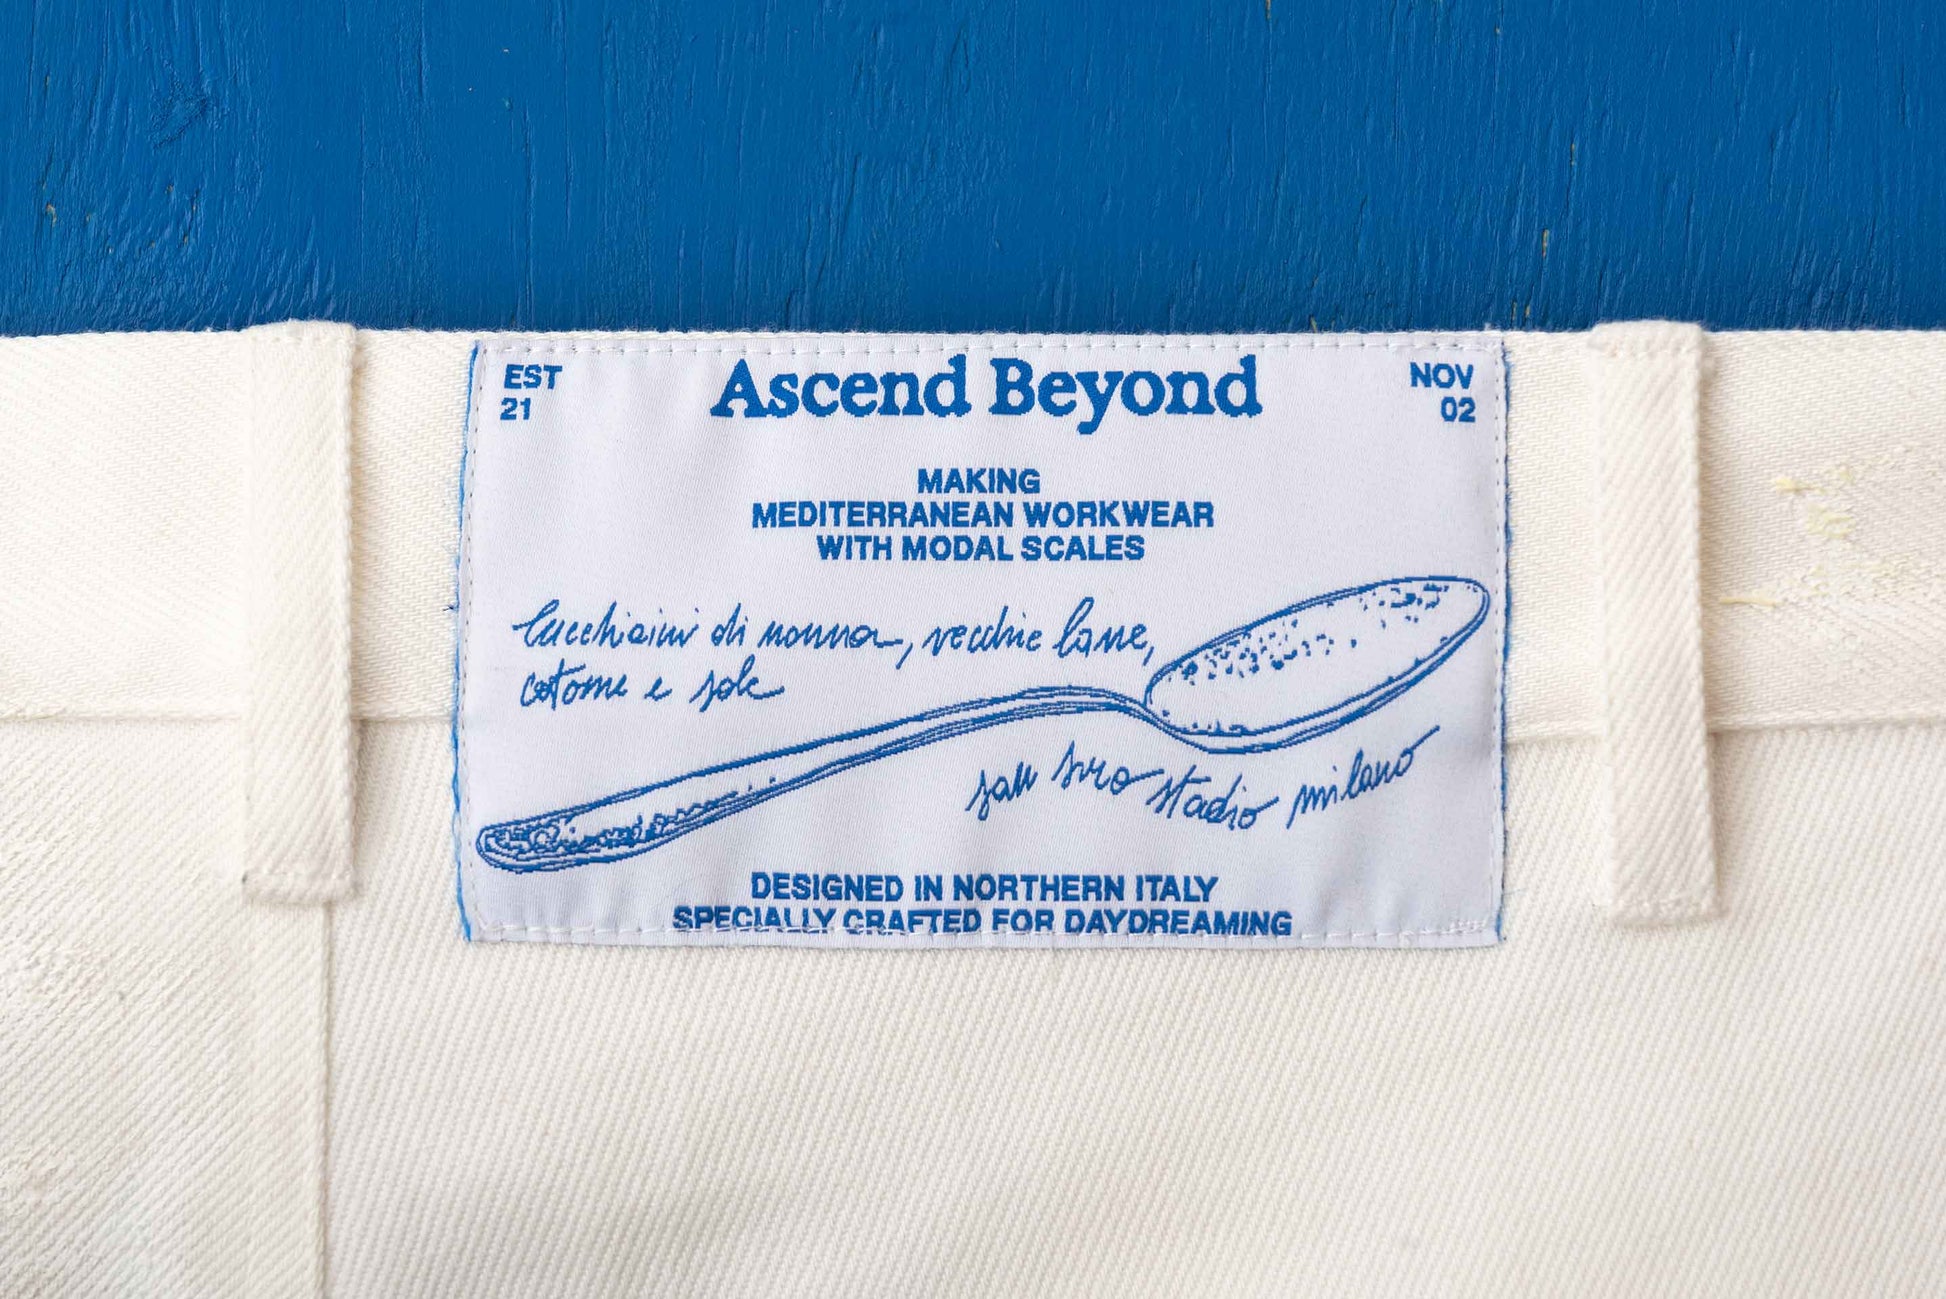 EST
21
Ascend Beyond
NOV
02
MAKING
MEDITERRANEAN WORKWEAR
WITH MODAL SCALES
Cucchiaini di nonna, vecchie lane,
cotone e sole
san siro stadio milano
DESIGNED IN NORTHERN ITALY
SPECIALLY CRAFTED FOR DAYDREAMING